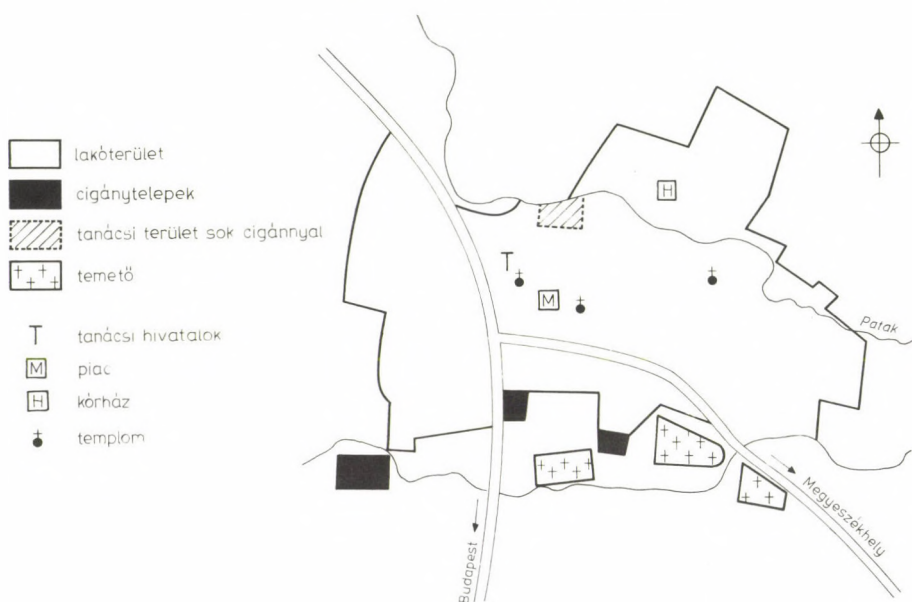 lakóterület
cigánytelepek
tanácsi terület sok cigánnyal
temető
T tanácsi hivatalok
M piac
H kórház
templom
H
T
M
Patak
Megyeszékhely
Budapest